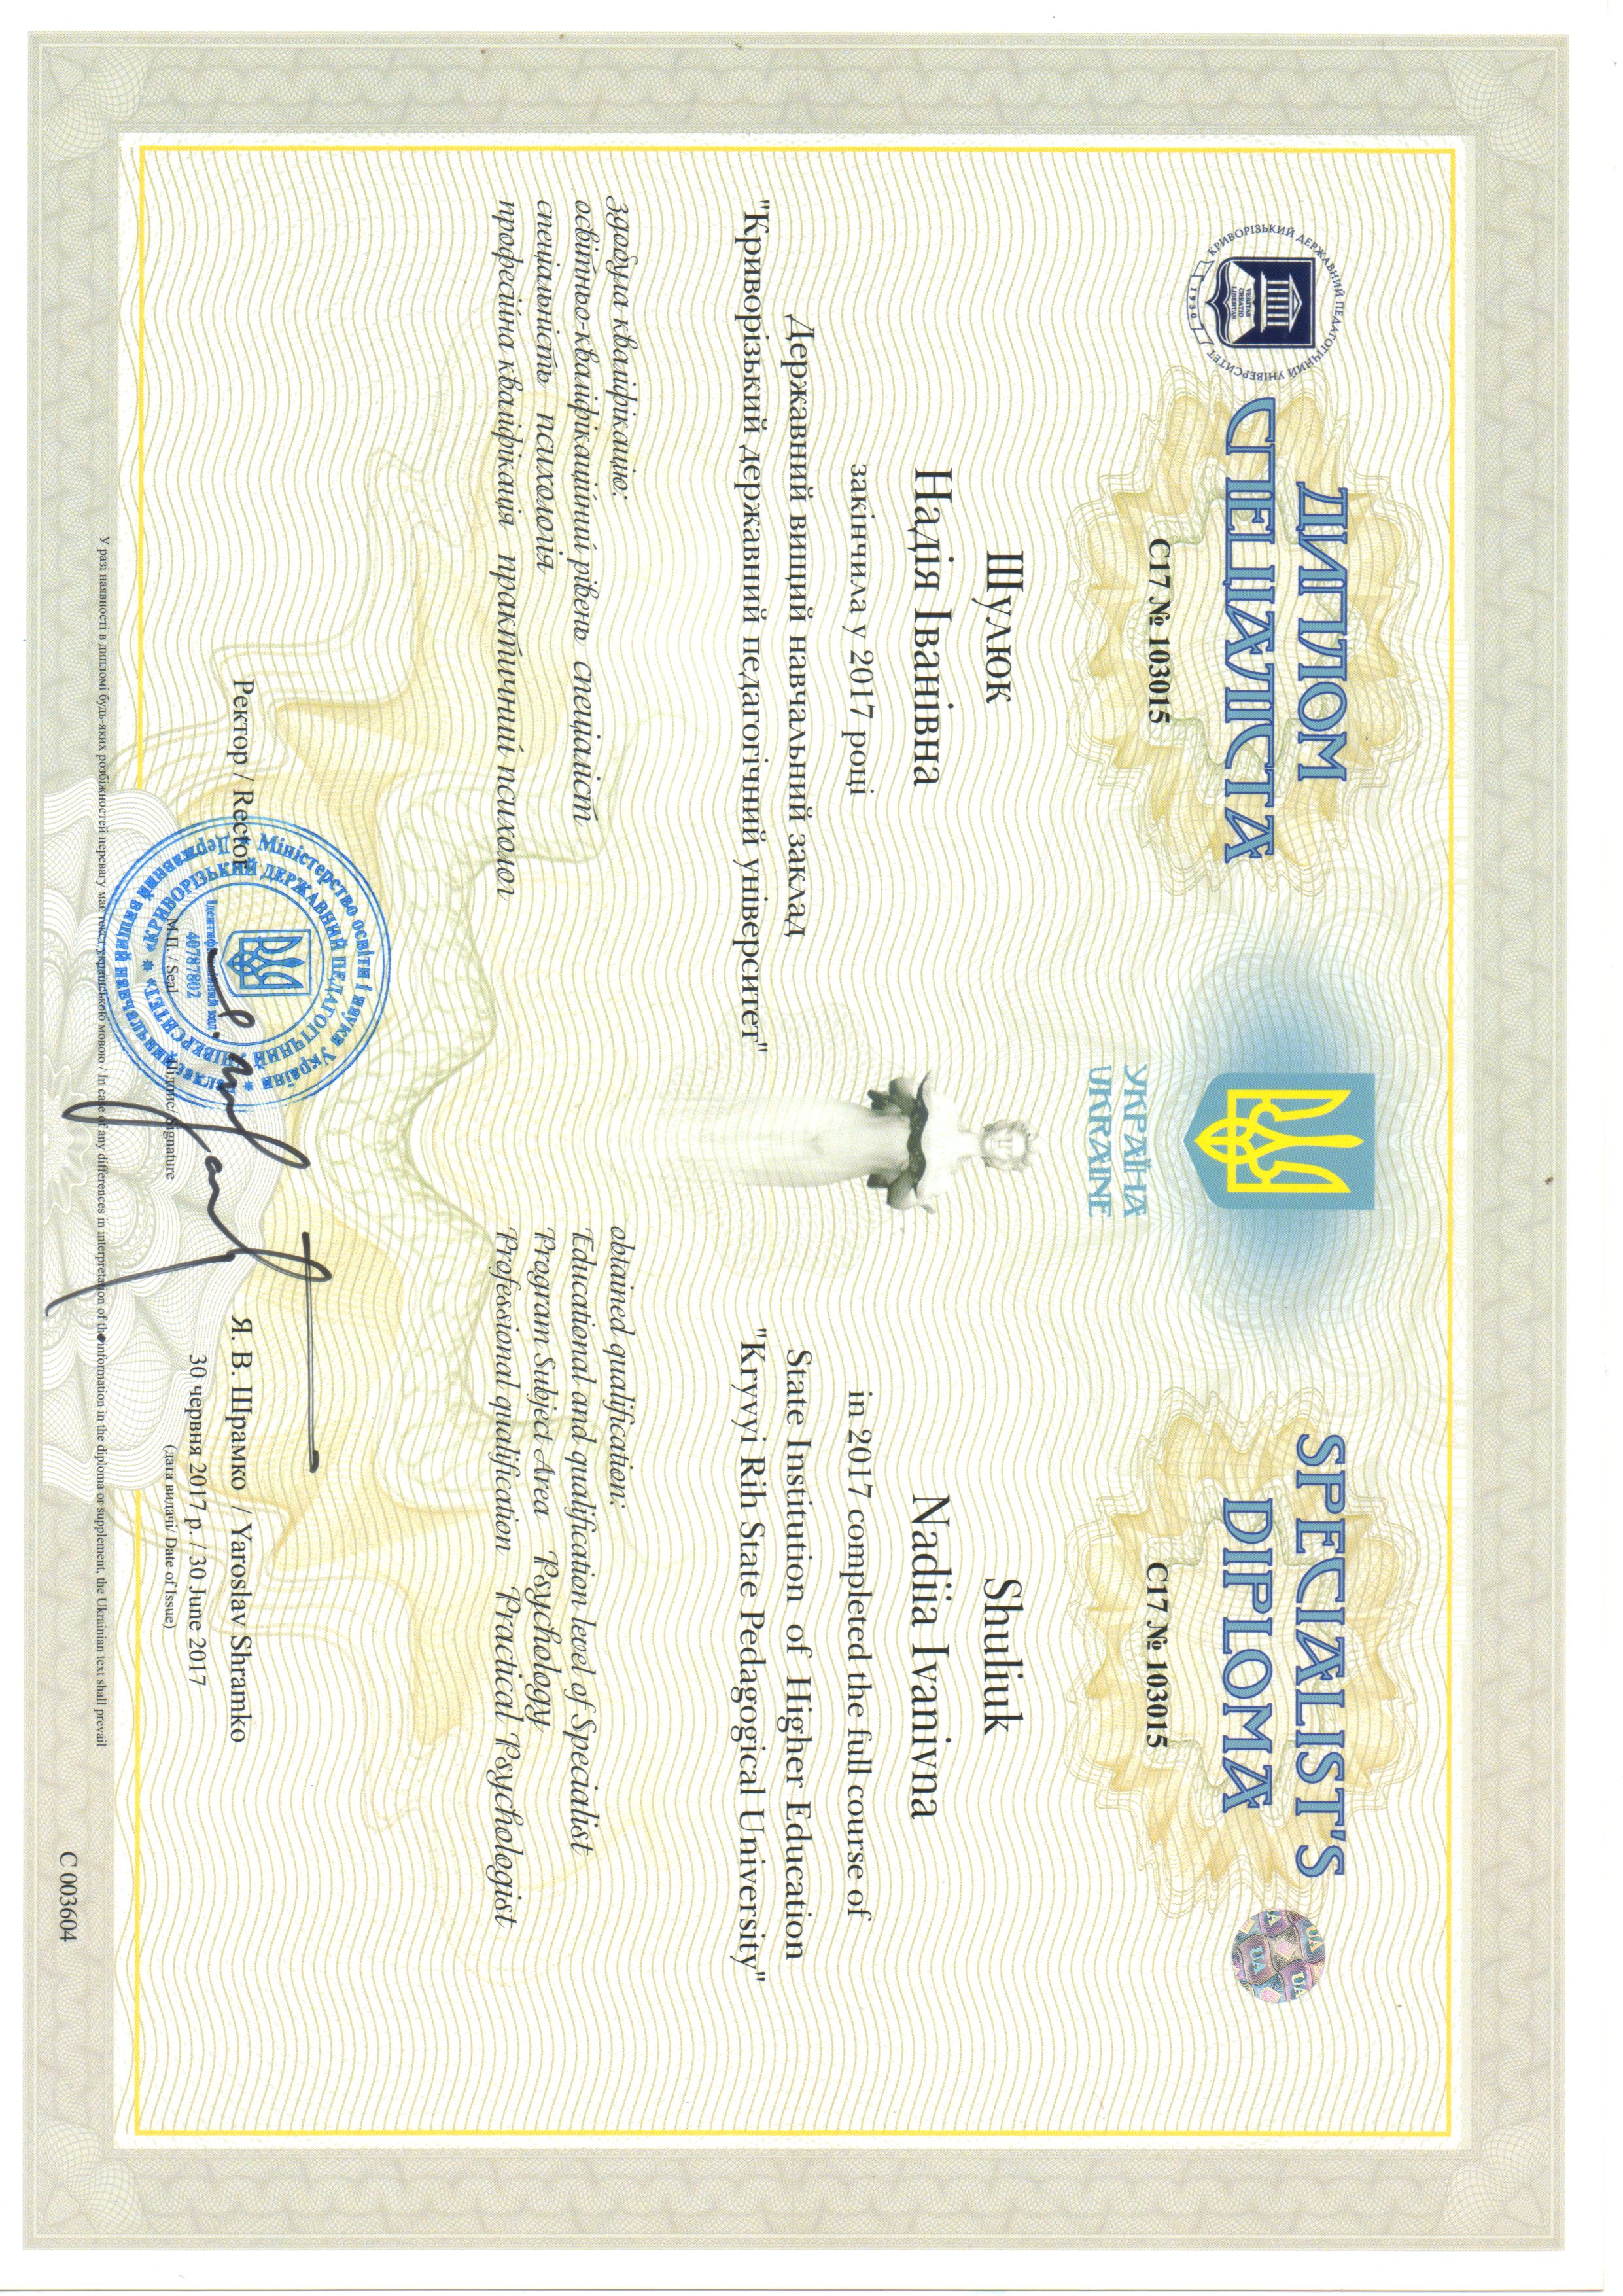 КРИВОРІЗЬКИЙ ДЕРЖАВНИЙ ПЕДАГОГІЧНИЙ УНІВЕРСИТЕТ
VERITAS
CREATIO
LIBERTAS
1930
ДИПЛОМ
СПЕЦІАЛІСТА
С17 № 103015
УКРАЇНА
UKRAINE
SPECIALIST'S
DIPLOMA
С17 № 103015
UA
UA
UA
Шулюк
Надія Іванівна
закінчила у 2017 році
Державний вищий навчальний заклад
"Криворізький державний педагогічний університет"
Shuliuk
Nadiia Ivanivna
in 2017 completed the full course of
State Institution of Higher Education
"Kryvyi Rih State Pedagogical University"
здобула кваліфікацію:
освітньо-кваліфікаційний рівень спеціаліст
спеціальність психологія
професійна кваліфікація практичний психолог
obtained qualification:
Educational and qualification level of Specialist
Program Subject Area Psychology
Professional qualification Practical Psychologist
Міністерство освіти і науки України * Державний вищий навчальний заклад
«КРИВОРІЗЬКИЙ ДЕРЖАВНИЙ ПЕДАГОГІЧНИЙ УНІВЕРСИТЕТ» *
Ідентифікаційний код
40787802
Ректор / Rector
М.П. / Seal
Підпис/ Signature
Я. В. Шрамко / Yaroslav Shramko
30 червня 2017 р. / 30 June 2017
(дата видачі/ Date of Issue)
У разі наявності в дипломі будь-яких розбіжностей перевагу має текст українською мовою / In case of any differences in interpretation of the information in the diploma or supplement, the Ukrainian text shall prevail
С 003604